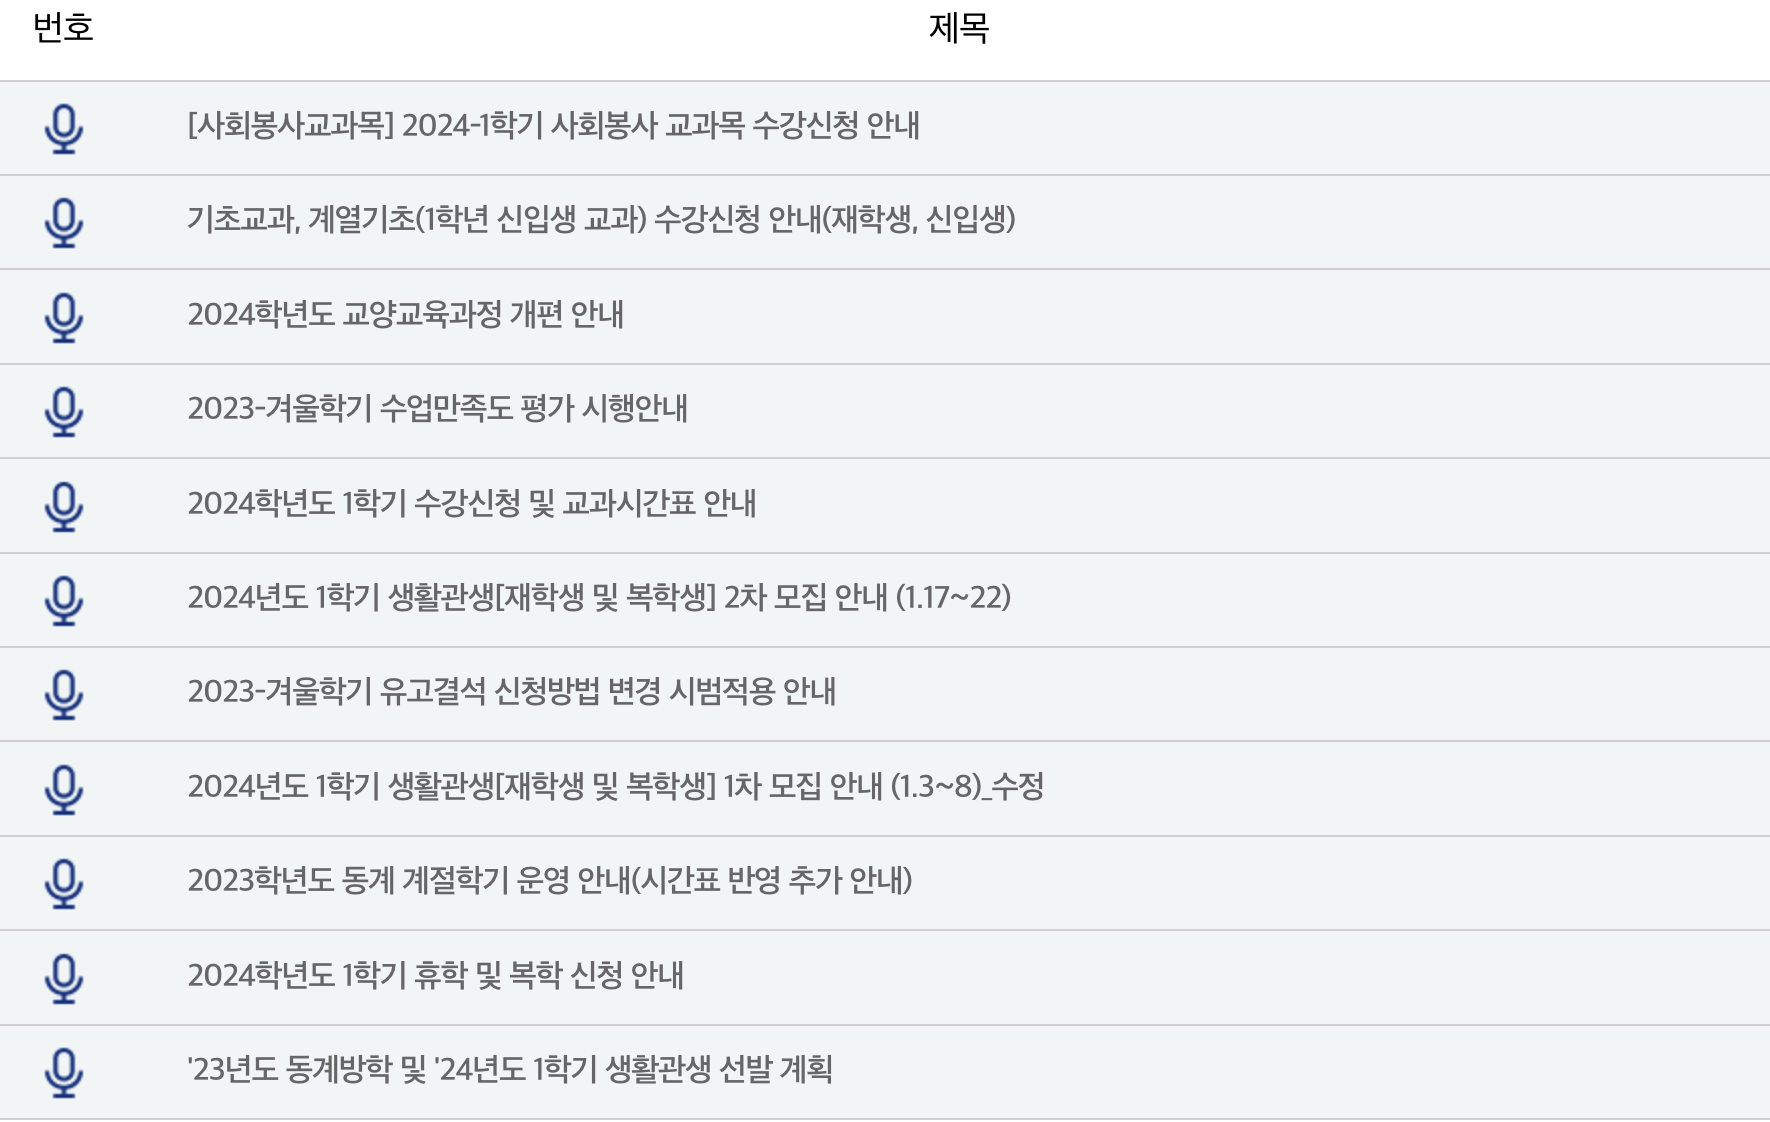 번호 제목
[사회봉사교과목] 2024-1학기 사회봉사 교과목 수강신청 안내
기초교과, 계열기초(1학년 신입생 교과) 수강신청 안내(재학생, 신입생)
2024학년도 교양교육과정 개편 안내
2023-겨울학기 수업만족도 평가 시행안내
2024학년도 1학기 수강신청 및 교과시간표 안내
2024년도 1학기 생활관생[재학생 및 복학생] 2차 모집 안내 (1.17~22)
2023-겨울학기 유고결석 신청방법 변경 시범적용 안내
2024년도 1학기 생활관생[재학생 및 복학생] 1차 모집 안내 (1.3~8)_수정
2023학년도 동계 계절학기 운영 안내(시간표 반영 추가 안내)
2024학년도 1학기 휴학 및 복학 신청 안내
'23년도 동계방학 및 '24년도 1학기 생활관생 선발 계획